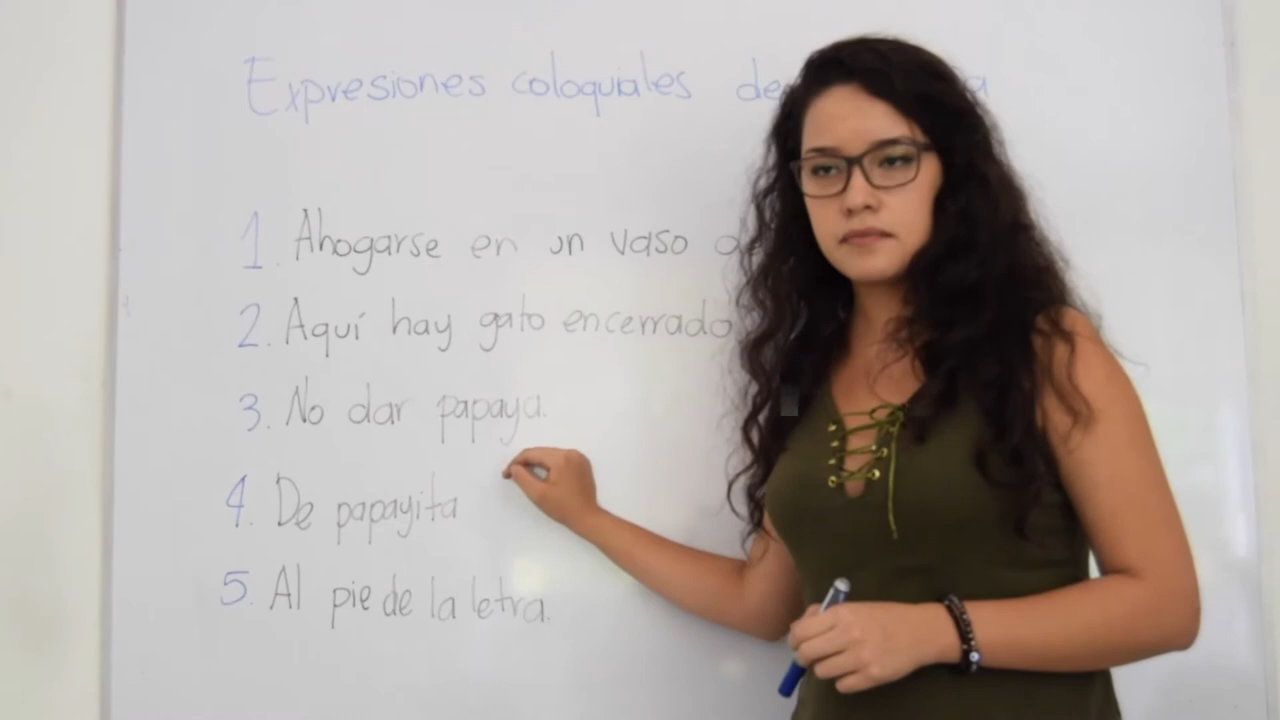 Expresiones coloquiales de
1. Ahogarse en un vaso
2. Aquí hay gato encerrado
3. No dar papaya.
4. De papayita
5. Al pie de la letra.